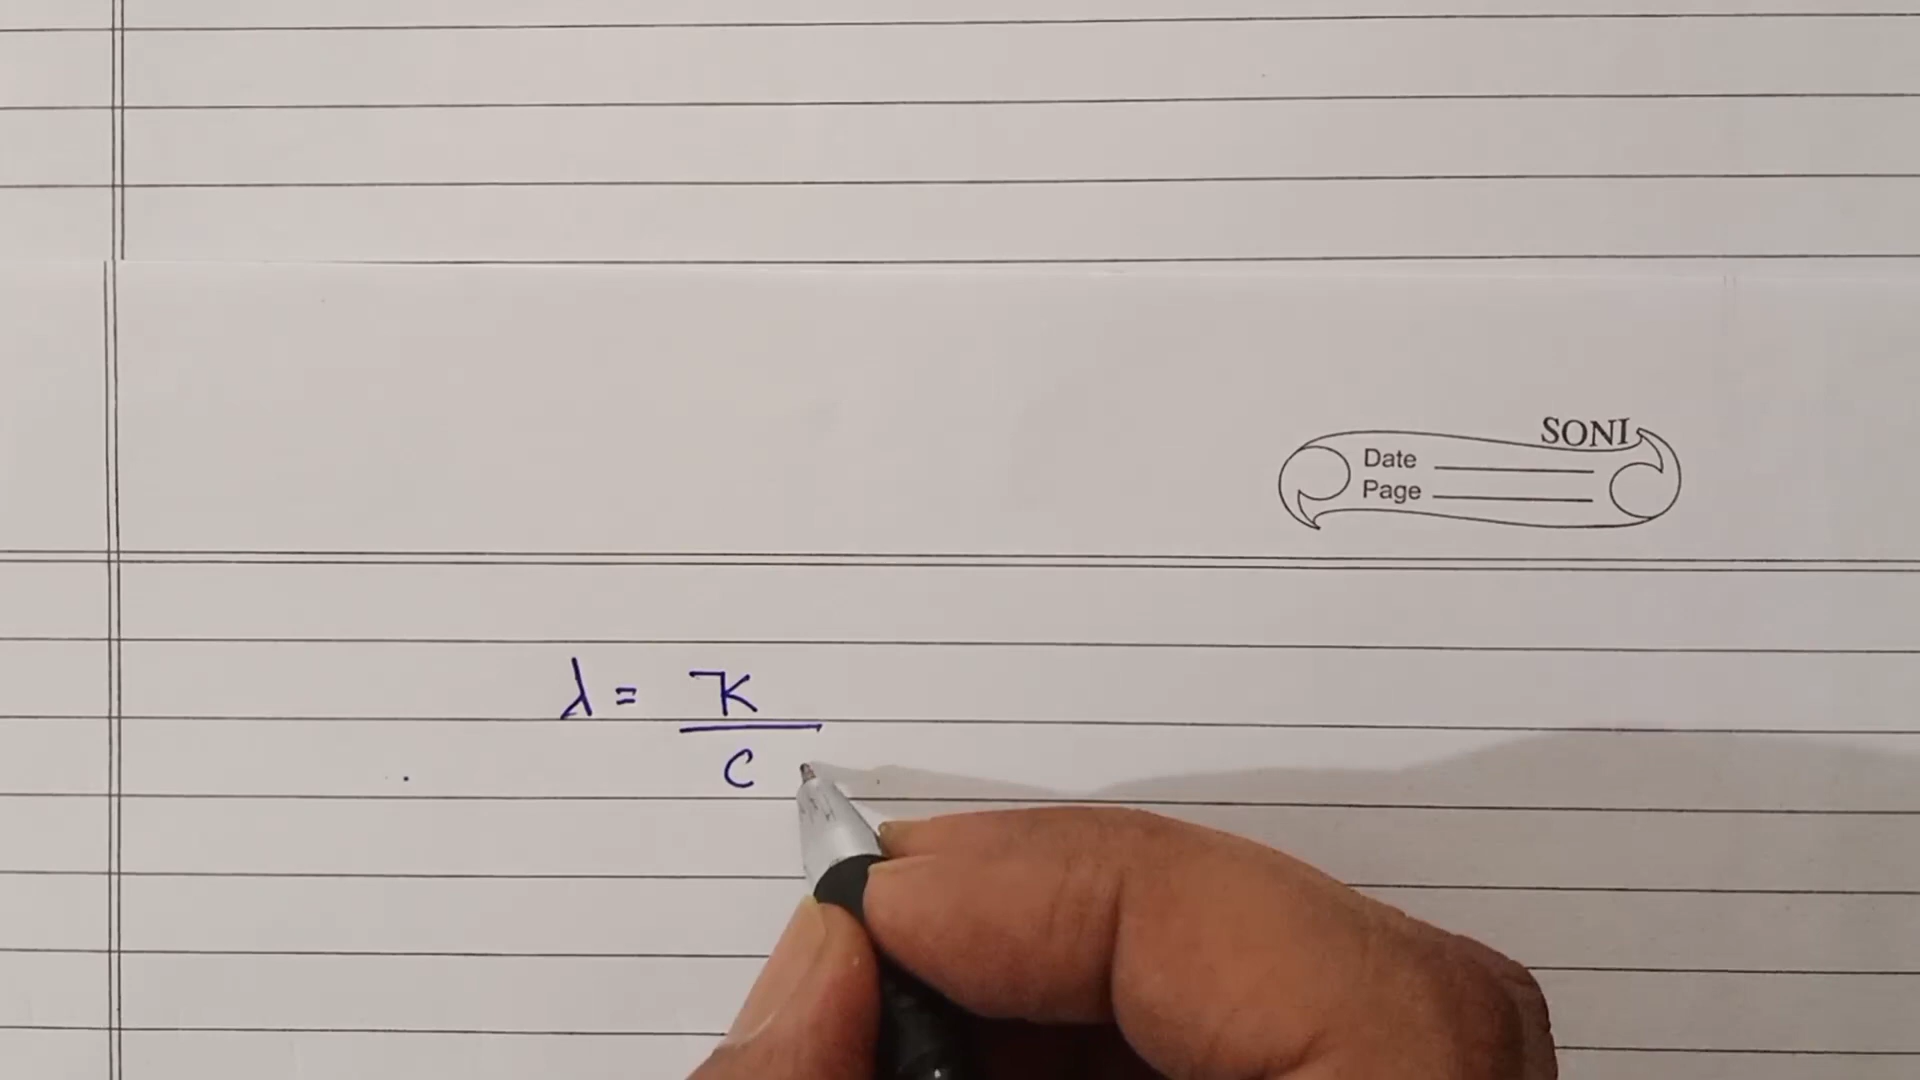 SONI
Date
Page
λ = K
C